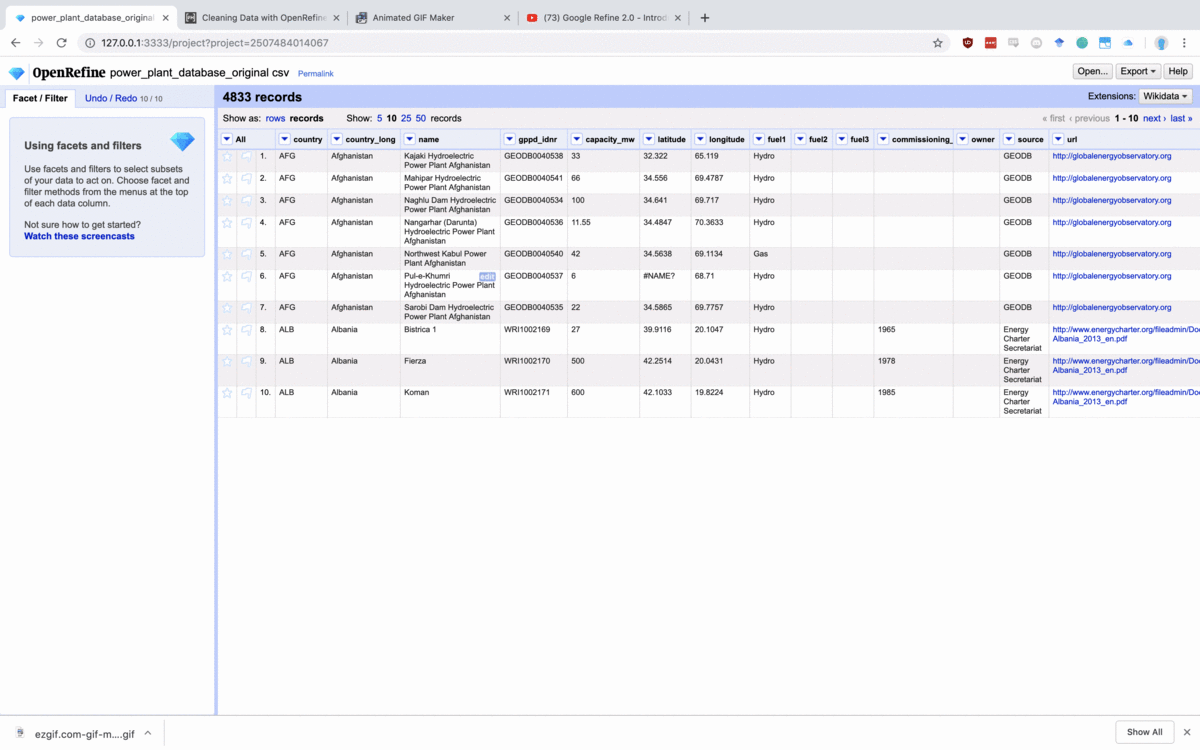 power_plant_database_original
Cleaning Data with OpenRefine
Animated GIF Maker
(73) Google Refine 2.0 - Introd
127.0.0.1:3333/project?project=2507484014067
OpenRefine power_plant_database_original csv Permalink
Open... Export Help
Facet / Filter Undo / Redo 10 / 10
4833 records
Extensions: Wikidata
Show as: rows records Show: 5 10 25 50 records
« first ‹ previous 1 - 10 next › last »
Using facets and filters
Use facets and filters to select subsets
of your data to act on. Choose facet and
filter methods from the menus at the top
of each data column.
Not sure how to get started?
Watch these screencasts
All country country_long name gppd_idnr capacity_mw latitude longitude fuel1 fuel2 fuel3 commissioning_ owner source url
1. AFG Afghanistan Kajaki Hydroelectric GEODB0040538 33 32.322 65.119 Hydro GEODB http://globalenergyobservatory.org
Power Plant Afghanistan
2. AFG Afghanistan Mahipar Hydroelectric GEODB0040541 66 34.556 69.4787 Hydro GEODB http://globalenergyobservatory.org
Power Plant Afghanistan
3. AFG Afghanistan Naghlu Dam Hydroelectric GEODB0040534 100 34.641 69.717 Hydro GEODB http://globalenergyobservatory.org
Power Plant Afghanistan
4. AFG Afghanistan Nangarhar (Darunta) GEODB0040536 11.55 34.4847 70.3633 Hydro GEODB http://globalenergyobservatory.org
Hydroelectric Power Plant
Afghanistan
5. AFG Afghanistan Northwest Kabul Power GEODB0040540 42 34.5638 69.1134 Gas GEODB http://globalenergyobservatory.org
Plant Afghanistan
6. AFG Afghanistan Pul-e-Khumri edit GEODB0040537 6 #NAME? 68.71 Hydro GEODB http://globalenergyobservatory.org
Hydroelectric Power Plant
Afghanistan
7. AFG Afghanistan Sarobi Dam Hydroelectric GEODB0040535 22 34.5865 69.7757 Hydro GEODB http://globalenergyobservatory.org
Power Plant Afghanistan
8. ALB Albania Bistrica 1 WRI1002169 27 39.9116 20.1047 Hydro 1965 Energy http://www.energycharter.org/fileadmin/Do
Charter Albania_2013_en.pdf
Secretariat
9. ALB Albania Fierza WRI1002170 500 42.2514 20.0431 Hydro 1978 Energy http://www.energycharter.org/fileadmin/Do
Charter Albania_2013_en.pdf
Secretariat
10. ALB Albania Koman WRI1002171 600 42.1033 19.8224 Hydro 1985 Energy http://www.energycharter.org/fileadmin/Do
Charter Albania_2013_en.pdf
Secretariat
ezgif.com-gif-m....gif
Show All